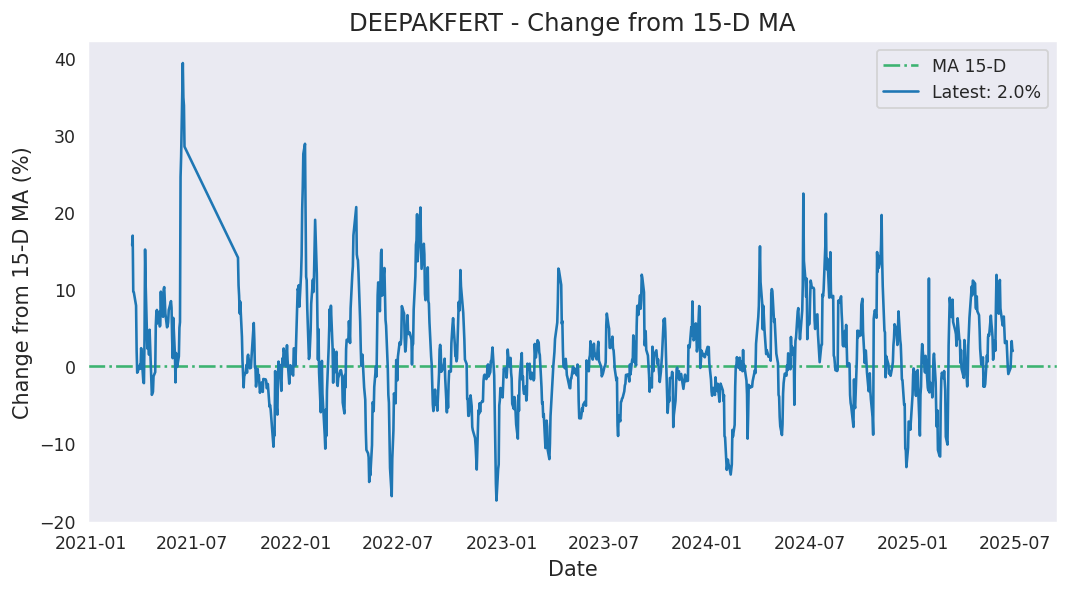 DEEPAKFERT - Change from 15-D MA
MA 15-D
Latest: 2.0%
Change from 15-D MA (%)
40
30
20
10
0
−10
−20
2021-01 2021-07 2022-01 2022-07 2023-01 2023-07 2024-01 2024-07 2025-01 2025-07
Date